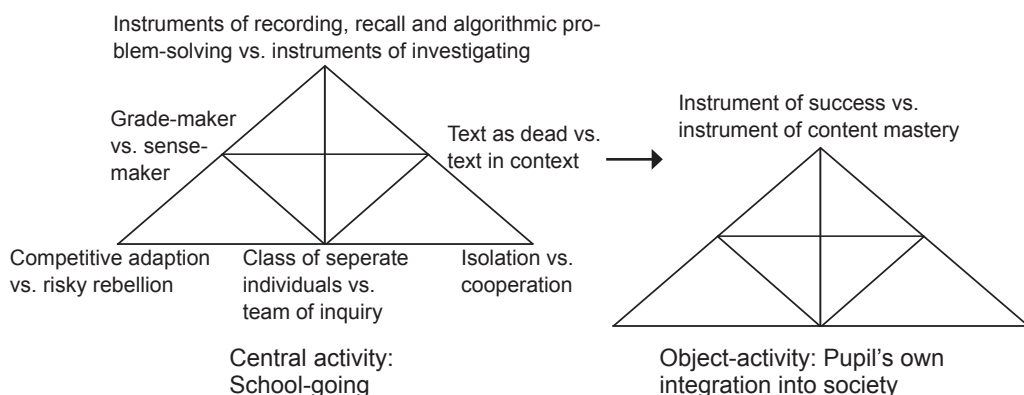 Instruments of recording, recall and algorithmic pro-
blem-solving vs. instruments of investigating
Grade-maker
vs. sense-
maker
Text as dead vs.
text in context
Competitive adaption
vs. risky rebellion
Class of seperate
individuals vs.
team of inquiry
Isolation vs.
cooperation
Central activity:
School-going
Instrument of success vs.
instrument of content mastery
Object-activity: Pupil's own
integration into society